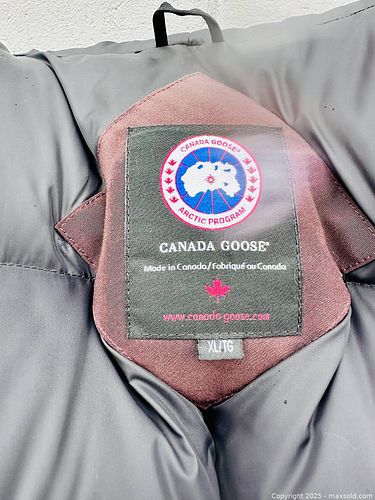 CANADA GOOSE®
ARCTIC PROGRAM
CANADA GOOSE®
Made in Canada/Fabriqué au Canada
www.canada-goose.com
XL/TG
Copyright 2025 - maxsold.com